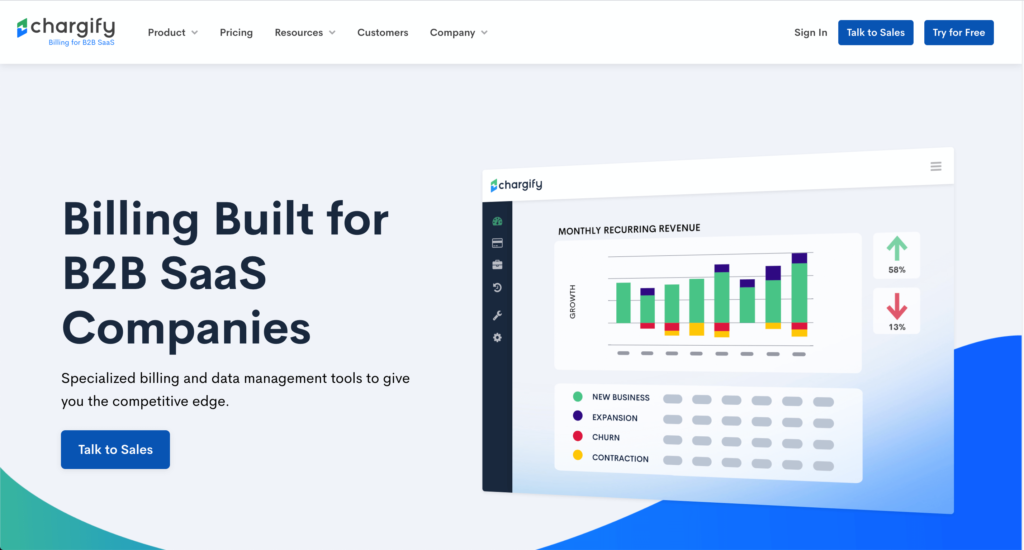 chargify
Billing for B2B SaaS
Product
Pricing
Resources
Customers
Company
Sign In
Talk to Sales
Try for Free
Billing Built for
B2B SaaS
Companies
Specialized billing and data management tools to give
you the competitive edge.
Talk to Sales
chargify
MONTHLY RECURRING REVENUE
GROWTH
58%
13%
NEW BUSINESS
EXPANSION
CHURN
CONTRACTION